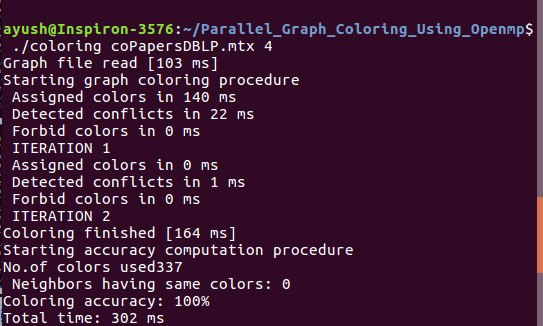 ayush@Inspiron-3576:~/Parallel_Graph_Coloring_Using_Openmp$
./coloring coPapersDBLP.mtx 4
Graph file read [103 ms]
Starting graph coloring procedure
Assigned colors in 140 ms
Detected conflicts in 22 ms
Forbid colors in 0 ms
ITERATION 1
Assigned colors in 0 ms
Detected conflicts in 1 ms
Forbid colors in 0 ms
ITERATION 2
Coloring finished [164 ms]
Starting accuracy computation procedure
No.of colors used337
Neighbors having same colors: 0
Coloring accuracy: 100%
Total time: 302 ms